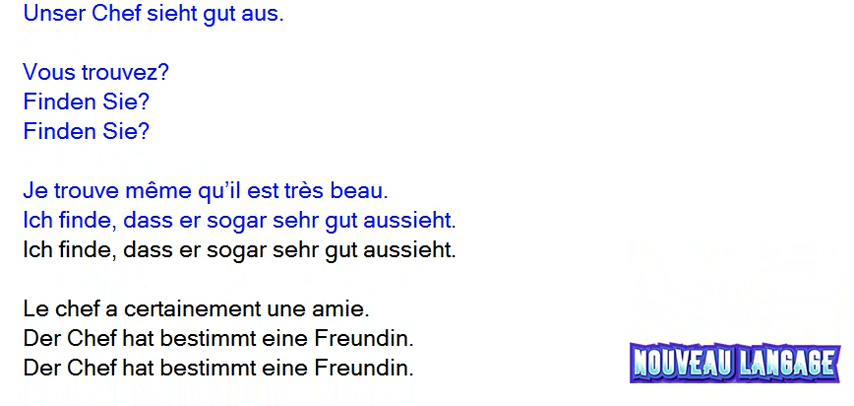 Unser Chef sieht gut aus.
Vous trouvez?
Finden Sie?
Finden Sie?
Je trouve même qu’il est très beau.
Ich finde, dass er sogar sehr gut aussieht.
Ich finde, dass er sogar sehr gut aussieht.
Le chef a certainement une amie.
Der Chef hat bestimmt eine Freundin.
Der Chef hat bestimmt eine Freundin.
NOUVEAU LANGAGE